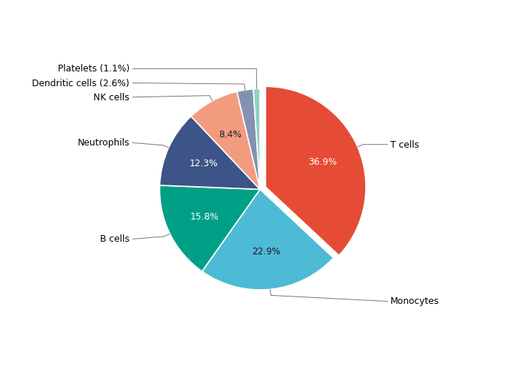 Platelets (1.1%)
Dendritic cells (2.6%)
NK cells
8.4%
Neutrophils
T cells
12.3%
36.9%
15.8%
B cells
22.9%
Monocytes